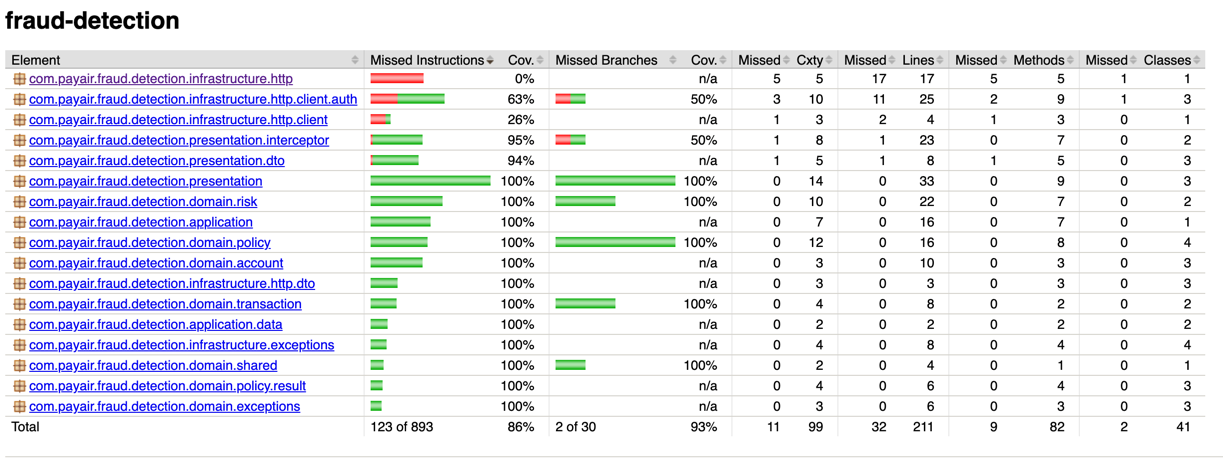 fraud-detection
Element Missed Instructions Cov. Missed Branches Cov. Missed Cxty Missed Lines Missed Methods Missed Classes
com.payair.fraud.detection.infrastructure.http 0% n/a 5 5 17 17 5 5 1 1
com.payair.fraud.detection.infrastructure.http.client.auth 63% 50% 3 10 11 25 2 9 1 3
com.payair.fraud.detection.infrastructure.http.client 26% n/a 1 3 2 4 1 3 0 1
com.payair.fraud.detection.presentation.interceptor 95% 50% 1 8 1 23 0 7 0 2
com.payair.fraud.detection.presentation.dto 94% n/a 1 5 1 8 1 5 0 3
com.payair.fraud.detection.presentation 100% 100% 0 14 0 33 0 9 0 3
com.payair.fraud.detection.domain.risk 100% 100% 0 10 0 22 0 7 0 2
com.payair.fraud.detection.application 100% n/a 0 7 0 16 0 7 0 1
com.payair.fraud.detection.domain.policy 100% 100% 0 12 0 16 0 8 0 4
com.payair.fraud.detection.domain.account 100% n/a 0 3 0 10 0 3 0 3
com.payair.fraud.detection.infrastructure.http.dto 100% n/a 0 3 0 3 0 3 0 3
com.payair.fraud.detection.domain.transaction 100% 100% 0 4 0 8 0 2 0 2
com.payair.fraud.detection.application.data 100% n/a 0 2 0 2 0 2 0 2
com.payair.fraud.detection.infrastructure.exceptions 100% n/a 0 4 0 8 0 4 0 4
com.payair.fraud.detection.domain.shared 100% 100% 0 2 0 4 0 1 0 1
com.payair.fraud.detection.domain.policy.result 100% n/a 0 4 0 6 0 4 0 3
com.payair.fraud.detection.domain.exceptions 100% n/a 0 3 0 6 0 3 0 3
Total 123 of 893 86% 2 of 30 93% 11 99 32 211 9 82 2 41